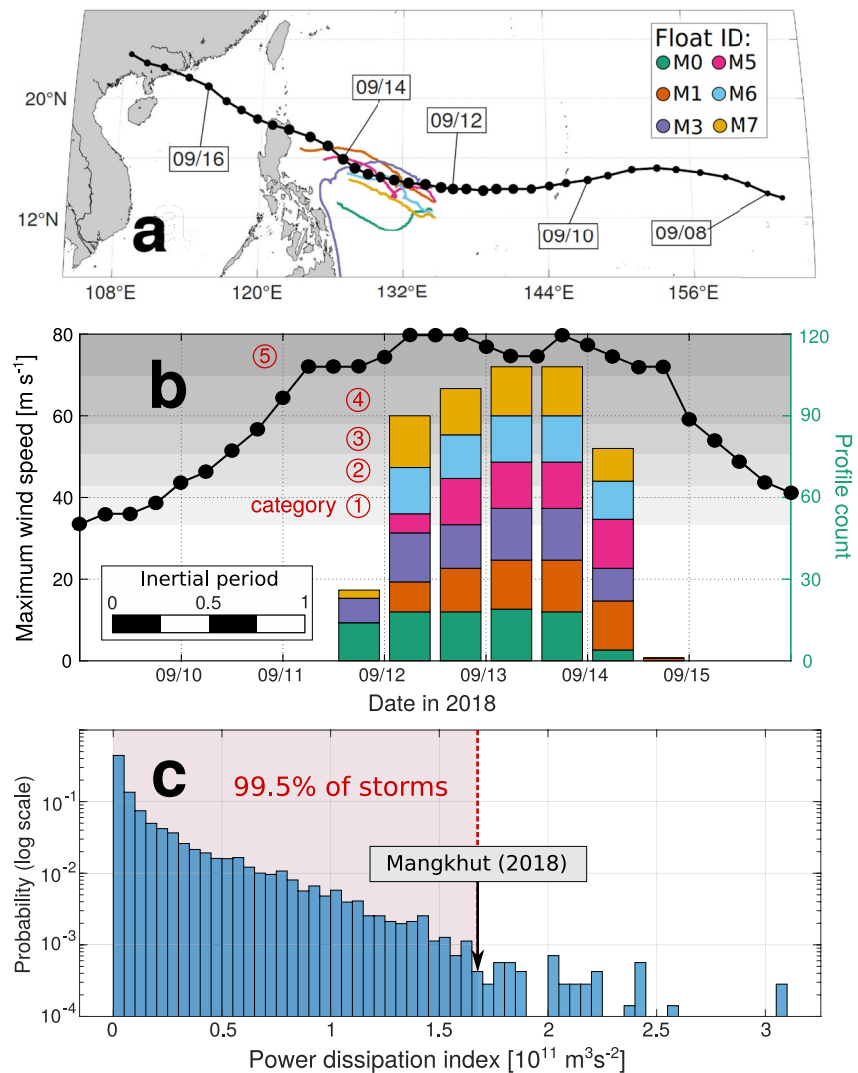 Float ID:
M0 M5
M1 M6
M3 M7
20°N
12°N
09/14
09/12
09/16
09/10
09/08
a
108°E 120°E 132°E 144°E 156°E
b
Maximum wind speed [m s⁻¹]
80
60
40
20
0
5
4
3
2
category 1
Inertial period
0 0.5 1
120
90
60
30
0
Profile count
09/10 09/11 09/12 09/13 09/14 09/15
Date in 2018
c
99.5% of storms
Mangkhut (2018)
Probability (log scale)
10⁻¹
10⁻²
10⁻³
10⁻⁴
0 0.5 1 1.5 2 2.5 3
Power dissipation index [10¹¹ m³s⁻²]